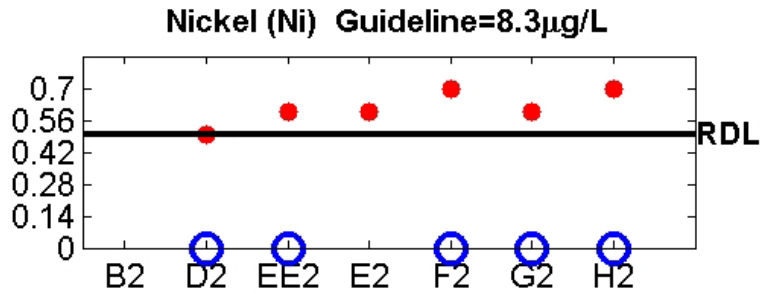 Nickel (Ni)  Guideline=8.3μg/L
0.7
0.56
0.42
0.28
0.14
0
RDL
B2 D2 EE2 E2 F2 G2 H2